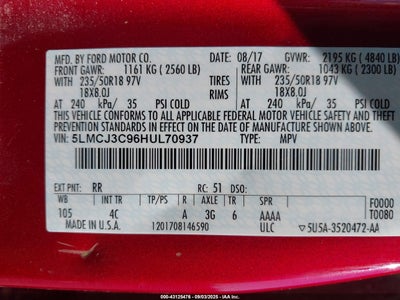 MFD. BY FORD MOTOR CO. 08/17 GVWR: 2195 KG ( 4840 LB)
FRONT GAWR: 1161 KG ( 2560 LB) REAR GAWR: 1043 KG ( 2300 LB)
WITH 235/50R18 97V TIRES WITH 235/50R18 97V
18X8.0J RIMS 18X8.0J
AT 240 kPa/ 35 PSI COLD AT 240 kPa/ 35 PSI COLD
THIS VEHICLE CONFORMS TO ALL APPLICABLE FEDERAL MOTOR VEHICLE SAFETY AND THEFT PREVENTION STANDARDS IN EFFECT ON THE DATE OF MANUFACTURE SHOWN ABOVE.
VIN: 5LMCJ3C96HUL70937 TYPE: MPV
EXT PNT: RR RC: 51 DSO:
WB TP/PS R AXLE TR SPR F0000
105 4C A 3G 6 AAAA T0080
MADE IN U.S.A. 1201708146590 ULC 5U5A-3520472-AA
(OO-43125476 - 09/03/2025 - IAA)